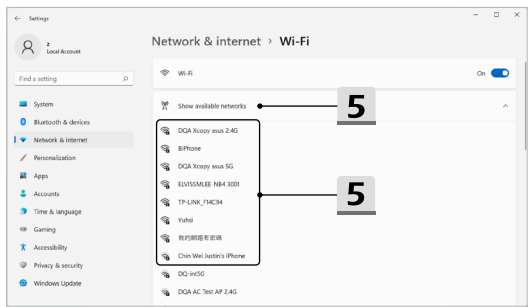 Settings
z
Local Account
Find a setting
System
Bluetooth & devices
Network & internet
Personalization
Apps
Accounts
Time & language
Gaming
Accessibility
Privacy & security
Windows Update
Network & internet > Wi-Fi
Wi-Fi
On
Show available networks
5
DQA Xcopy asus 2.4G
BiPhone
DQA Xcopy asus 5G
ELVISSMLEE-NB4 3001
TP-LINK_F14C94
5
Yuhsi
我的網路有密碼
Chin Wei Justin's iPhone
DQ-int5G
DQA AC Test AP 2.4G